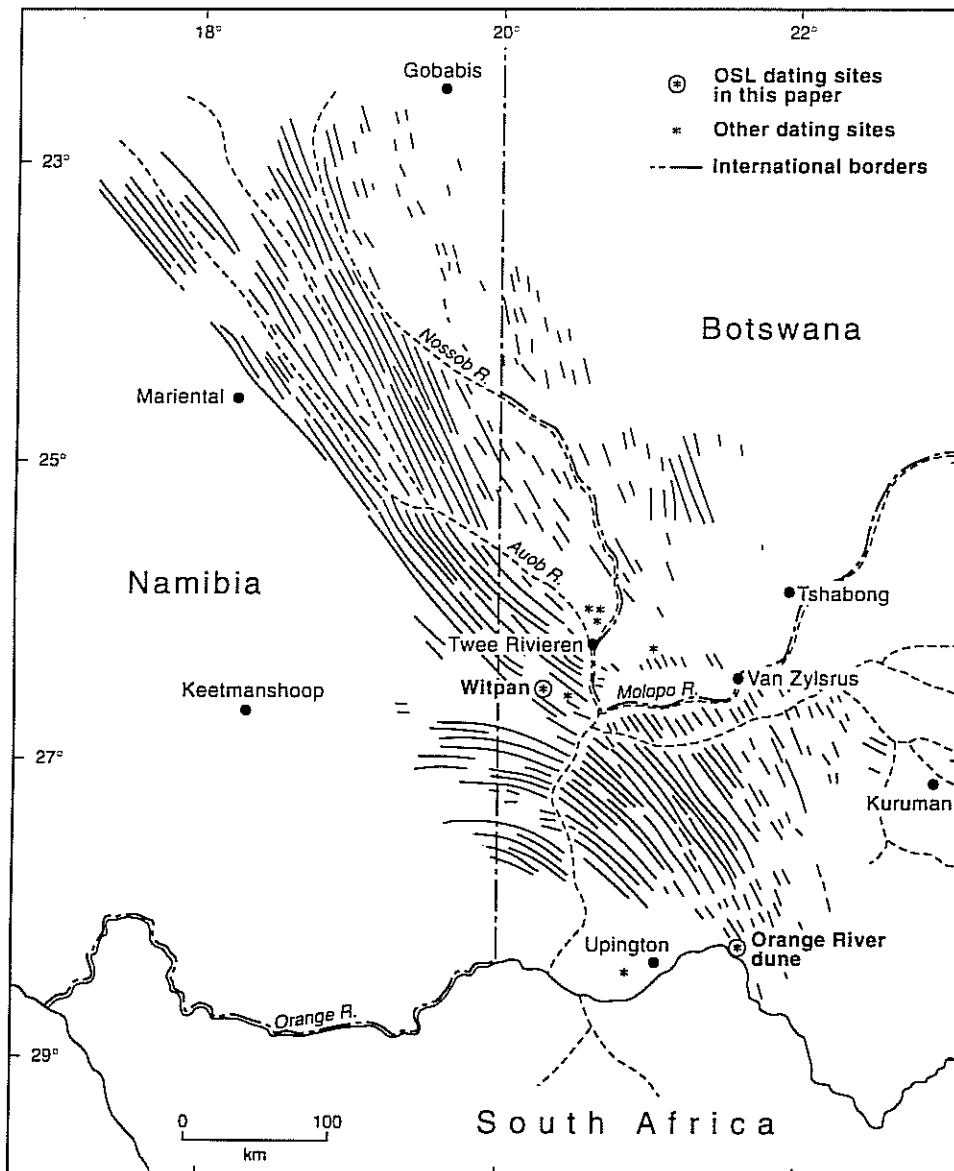 18°
20°
22°
Gobabis
OSL dating sites
in this paper
* Other dating sites
International borders
23°
Botswana
Nossob R.
Mariental
25°
Auob R.
Namibia
Tshabong
Twee Rivieren
Witpan
Molopo R.
Van Zylsrus
Keetmanshoop
27°
Kuruman
Upington
Orange River
dune
Orange R.
29°
0 100
km
South Africa